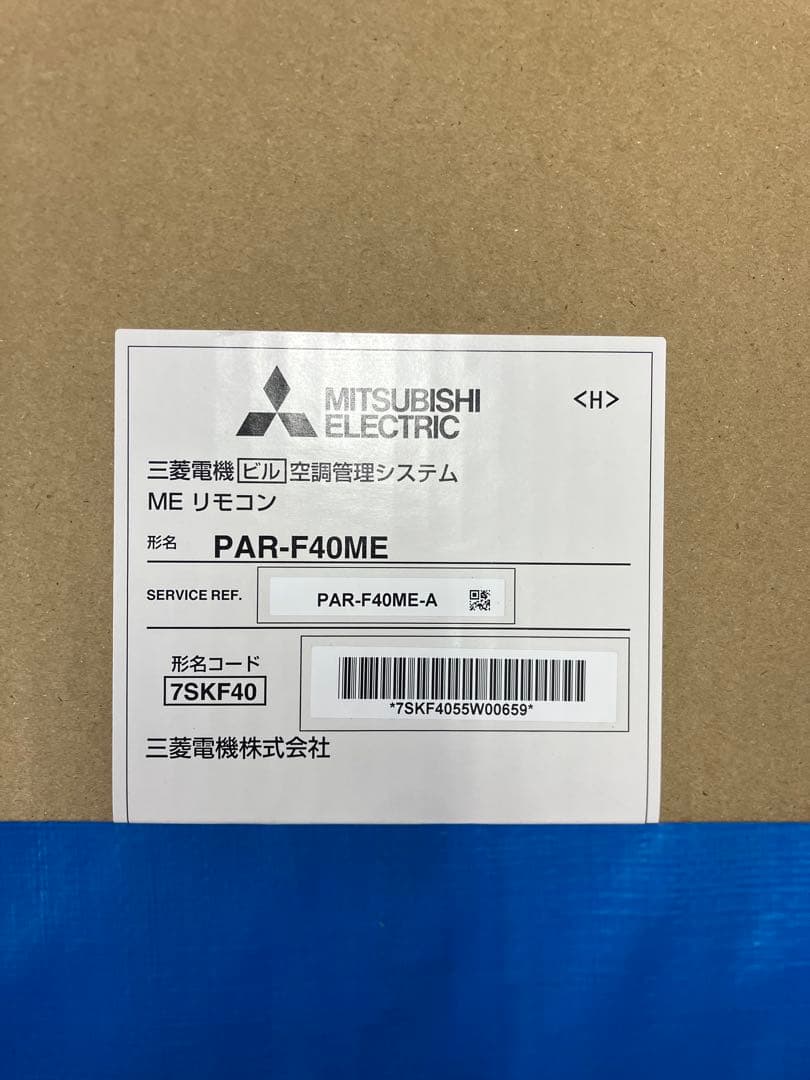 MITSUBISHI
ELECTRIC
<H>
三菱電機ビル空調管理システム
ME リモコン
形名 PAR-F40ME
SERVICE REF. PAR-F40ME-A
形名コード
7SKF40
*7SKF4055W00659*
三菱電機株式会社